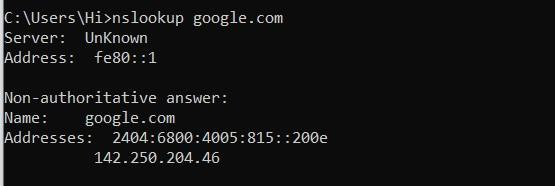 C:\Users\Hi>nslookup google.com
Server:  UnKnown
Address:  fe80::1
Non-authoritative answer:
Name:    google.com
Addresses:  2404:6800:4005:815::200e
142.250.204.46